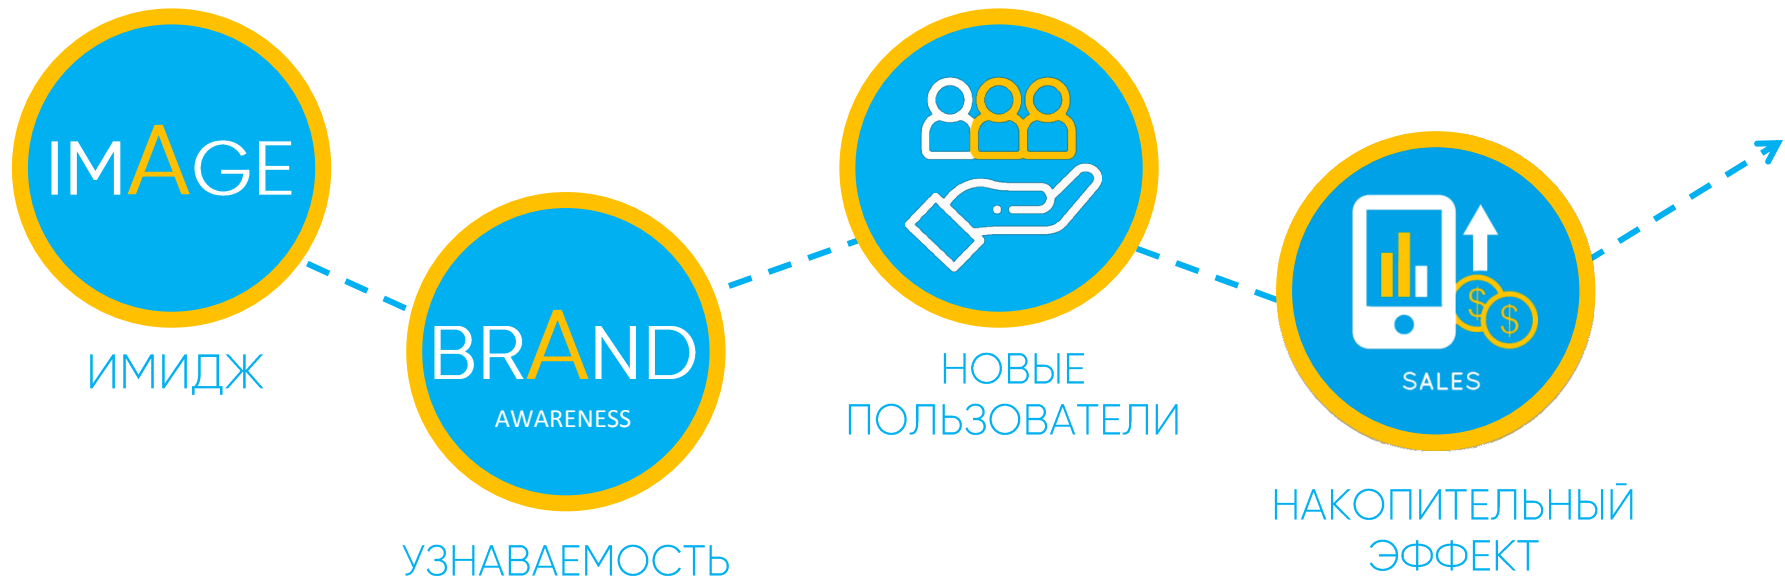 IMAGE
ИМИДЖ
BRAND
AWARENESS
УЗНАВАЕМОСТЬ
НОВЫЕ
ПОЛЬЗОВАТЕЛИ
$
$
SALES
НАКОПИТЕЛЬНЫЙ
ЭФФЕКТ